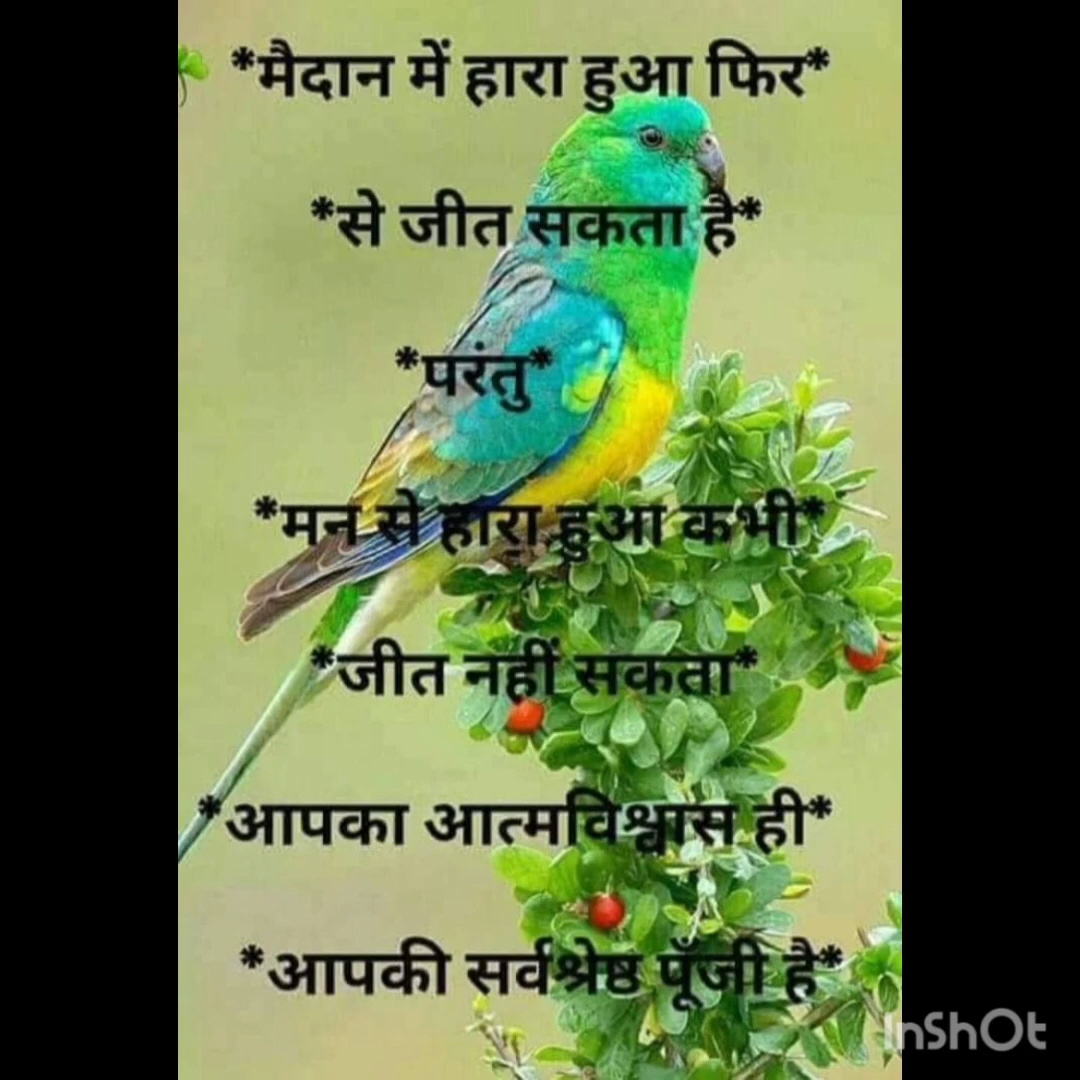 *मैदान में हारा हुआ फिर*
*से जीत सकता है*
*परंतु*
*मन से हारा हुआ कभी*
*जीत नहीं सकता*
*आपका आत्मविश्वास ही*
*आपकी सर्वश्रेष्ठ पूँजी है*
InShOt